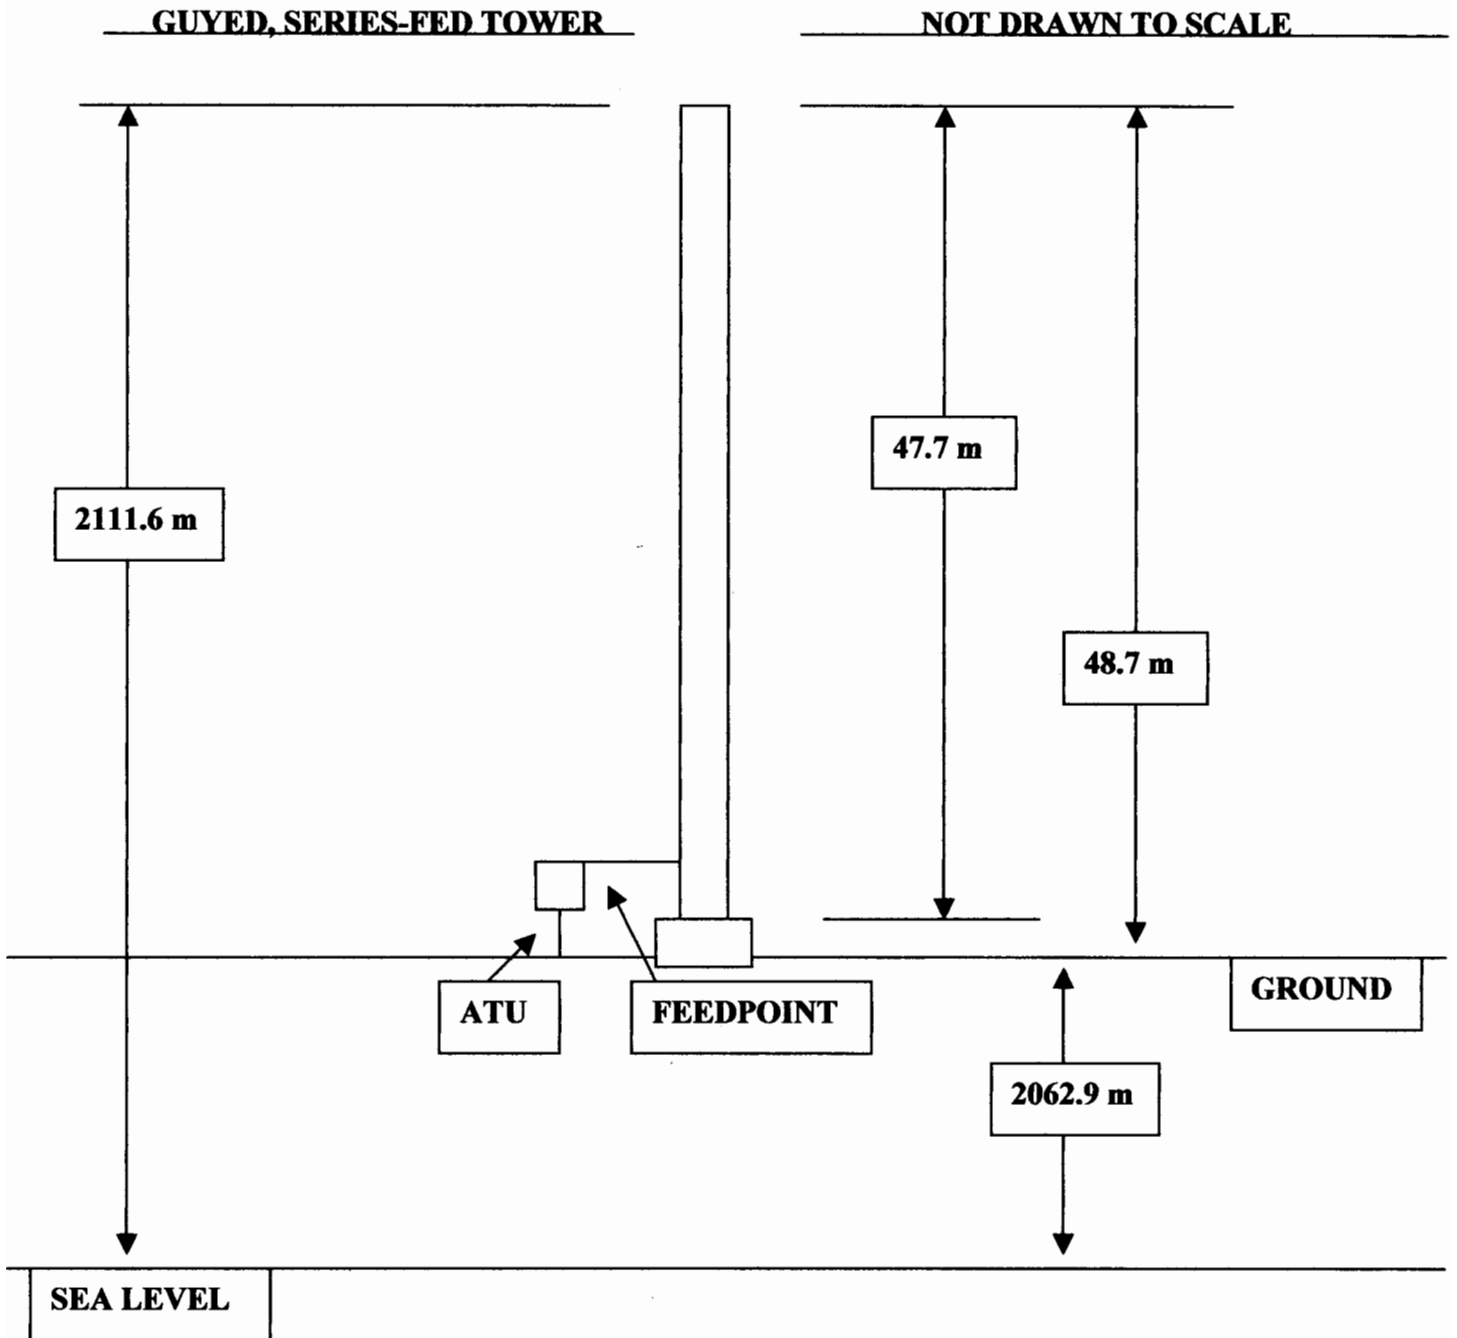 GUYED, SERIES-FED TOWER
NOT DRAWN TO SCALE
47.7 m
2111.6 m
48.7 m
GROUND
ATU
FEEDPOINT
2062.9 m
SEA LEVEL